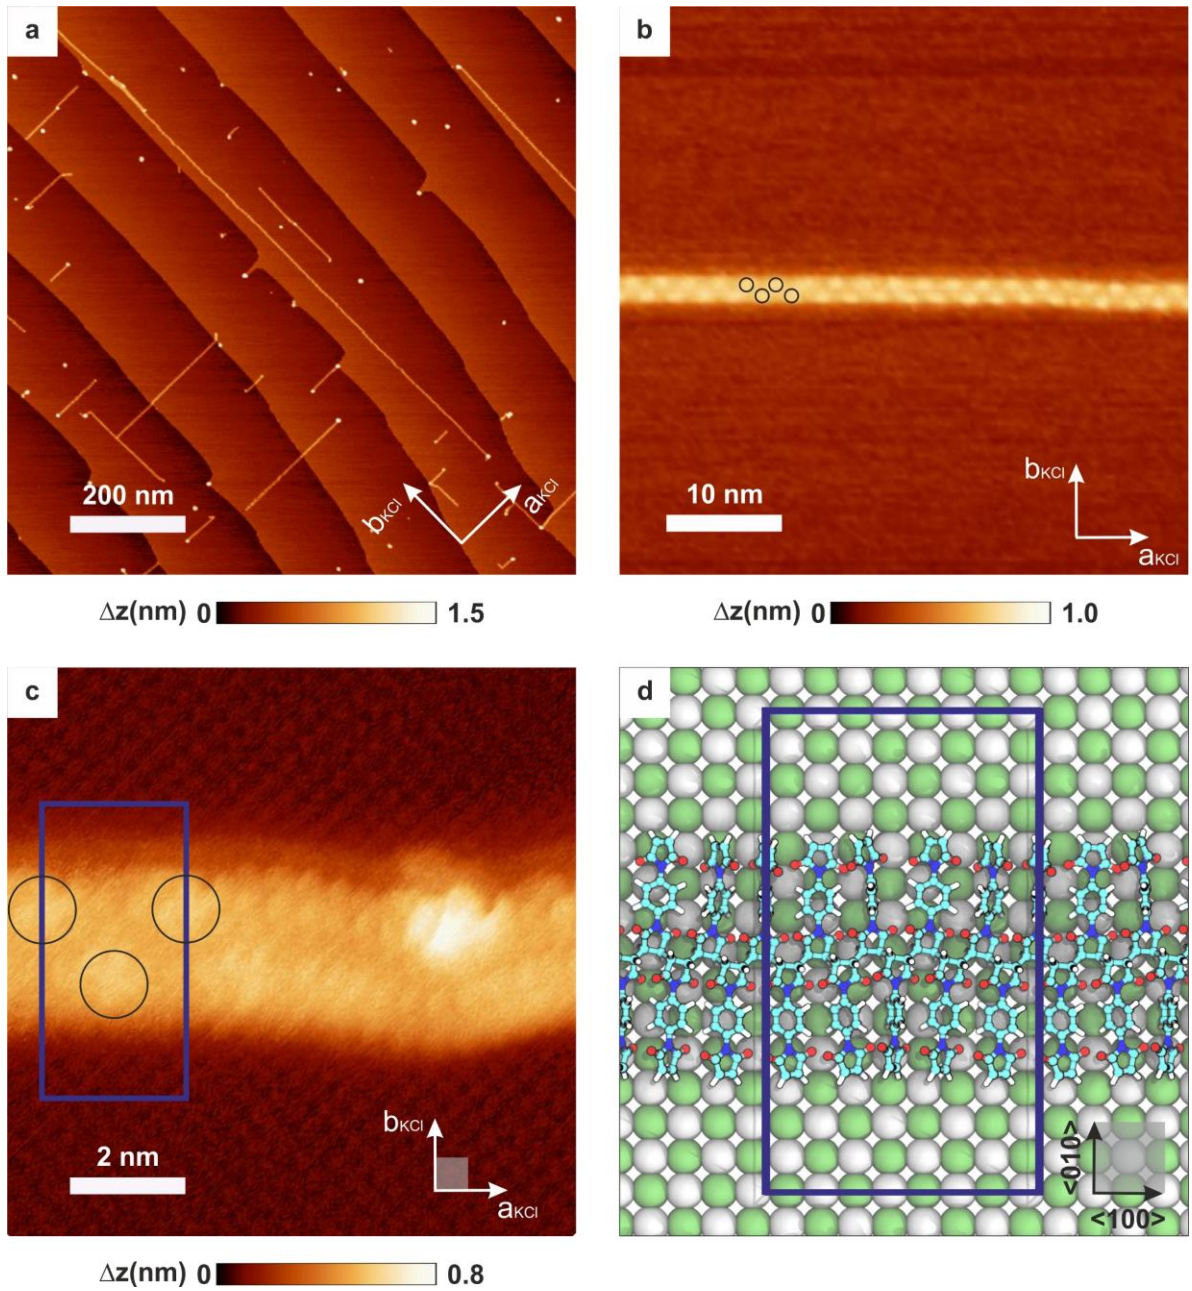 a
200 nm
bKCl
aKCl
Δz(nm) 0 1.5
b
10 nm
bKCl
aKCl
Δz(nm) 0 1.0
c
2 nm
bKCl
aKCl
Δz(nm) 0 0.8
d
<010>
<100>